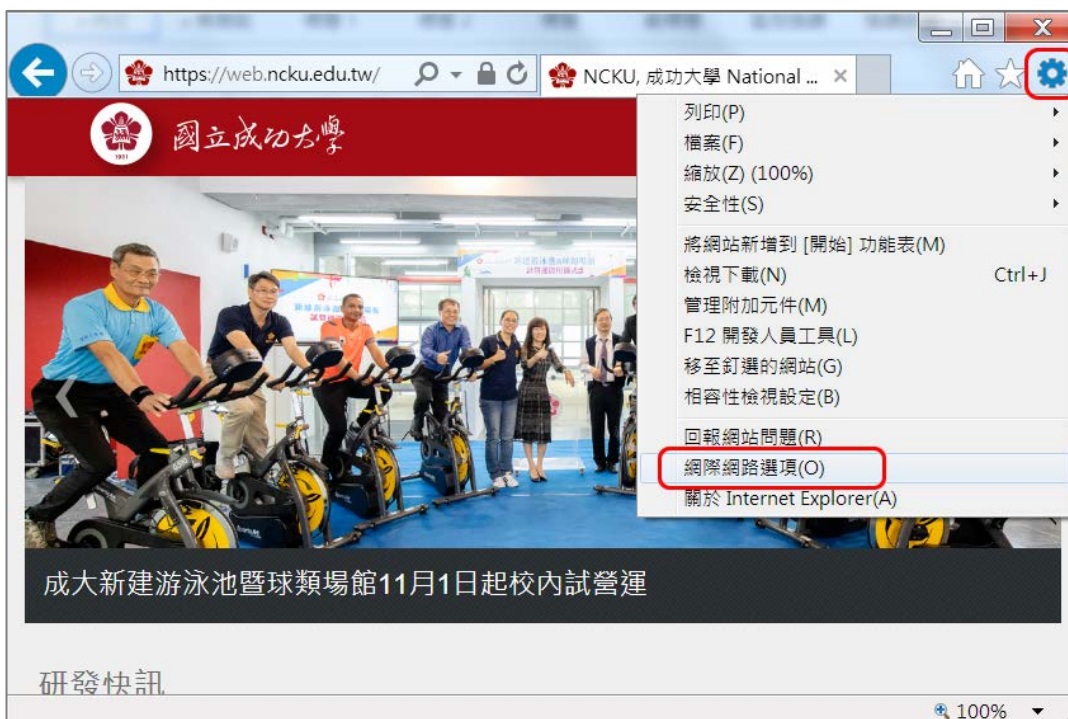 https://web.ncku.edu.tw/
NCKU, 成功大學 National ...
1931
國立成功大學
列印(P)
檔案(F)
縮放(Z) (100%)
安全性(S)
將網站新增到 [開始] 功能表(M)
檢視下載(N) Ctrl+J
管理附加元件(M)
F12 開發人員工具(L)
移至釘選的網站(G)
相容性檢視設定(B)
回報網站問題(R)
網際網路選項(O)
關於 Internet Explorer(A)
成大新建游泳池暨球類場館11月1日起校內試營運
研發快訊
100%